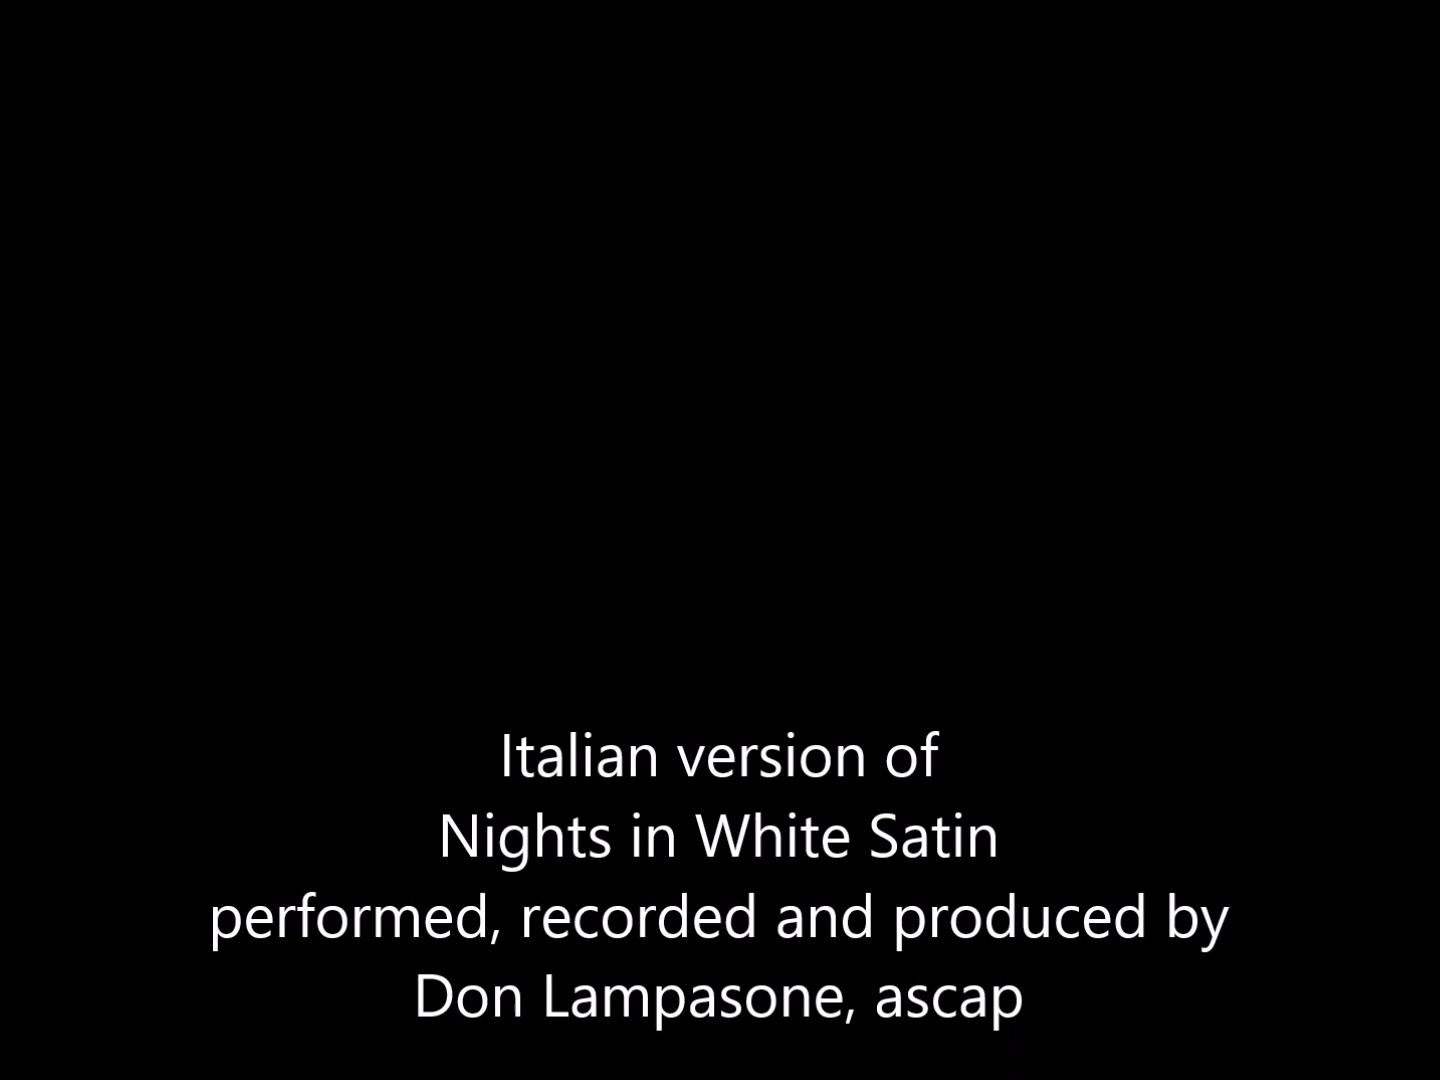 Italian version of
Nights in White Satin
performed, recorded and produced by
Don Lampasone, ascap